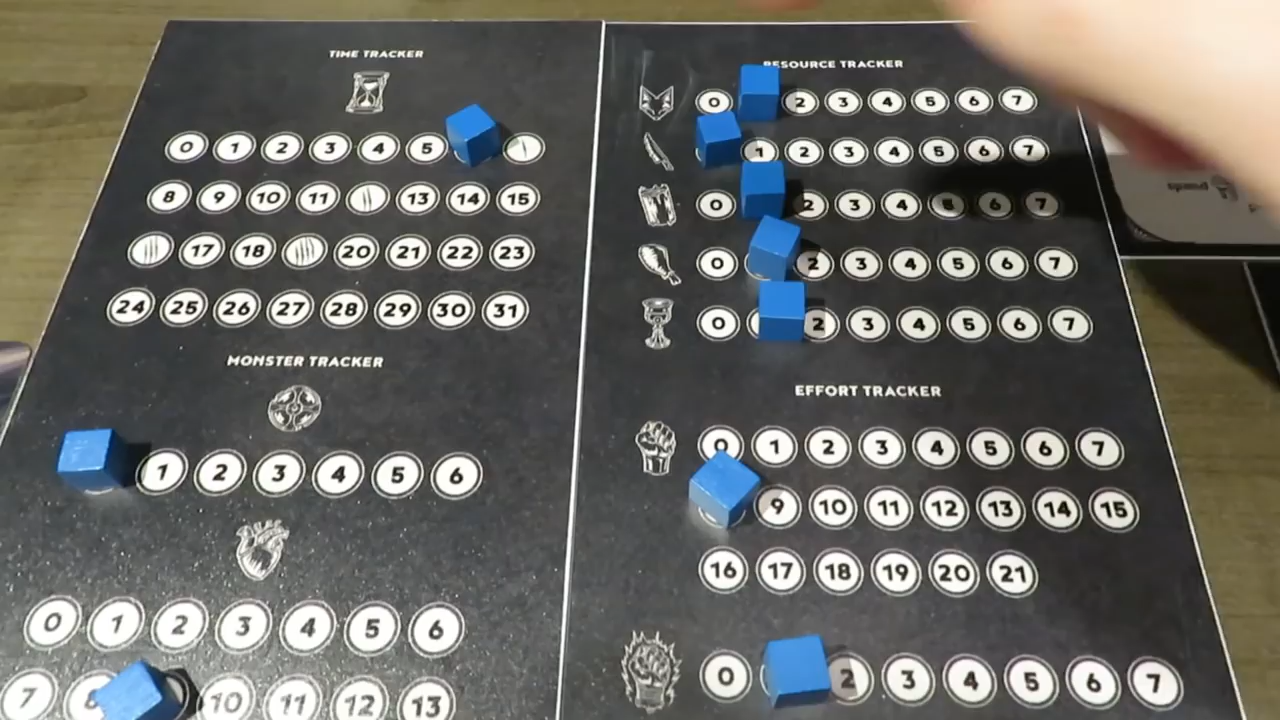 TIME TRACKER
0 1 2 3 4 5
8 9 10 11 13 14 15
17 18 20 21 22 23
24 25 26 27 28 29 30 31
MONSTER TRACKER
1 2 3 4 5 6
0 1 2 3 4 5 6
7 8 10 11 12 13
RESOURCE TRACKER
0 2 3 4 5 6 7
1 2 3 4 5 6 7
0 2 3 4 5 6 7
0 2 3 4 5 6 7
0 2 3 4 5 6 7
EFFORT TRACKER
0 1 2 3 4 5 6 7
9 10 11 12 13 14 15
16 17 18 19 20 21
0 2 3 4 5 6 7